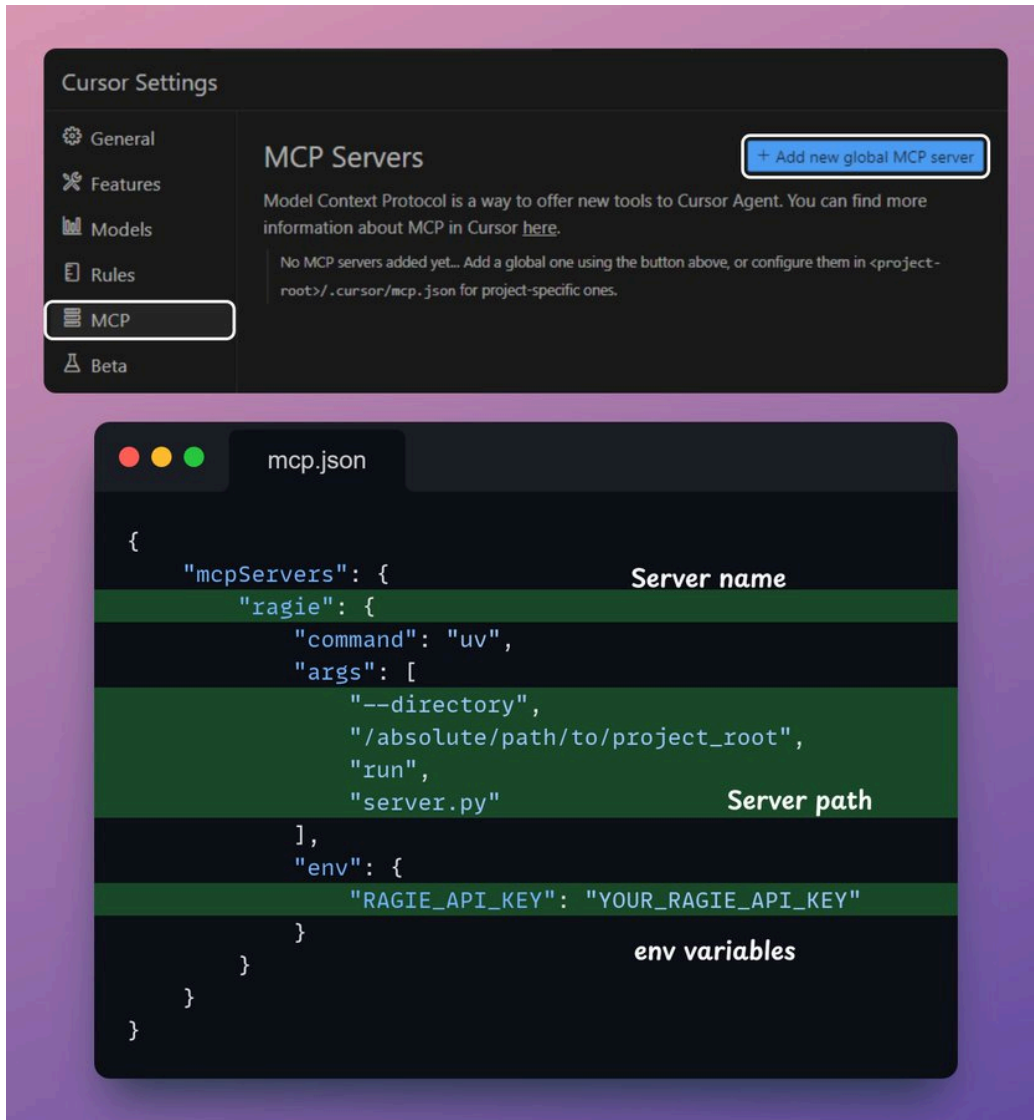 Cursor Settings
General
Features
Models
Rules
MCP
Beta
MCP Servers
+ Add new global MCP server
Model Context Protocol is a way to offer new tools to Cursor Agent. You can find more
information about MCP in Cursor here.
No MCP servers added yet... Add a global one using the button above, or configure them in <project-
root>/.cursor/mcp.json for project-specific ones.
mcp.json
{
"mcpServers": {
Server name
"ragie": {
"command": "uv",
"args": [
"--directory",
"/absolute/path/to/project_root",
"run",
"server.py"
Server path
],
"env": {
"RAGIE_API_KEY": "YOUR_RAGIE_API_KEY"
}
env variables
}
}
}